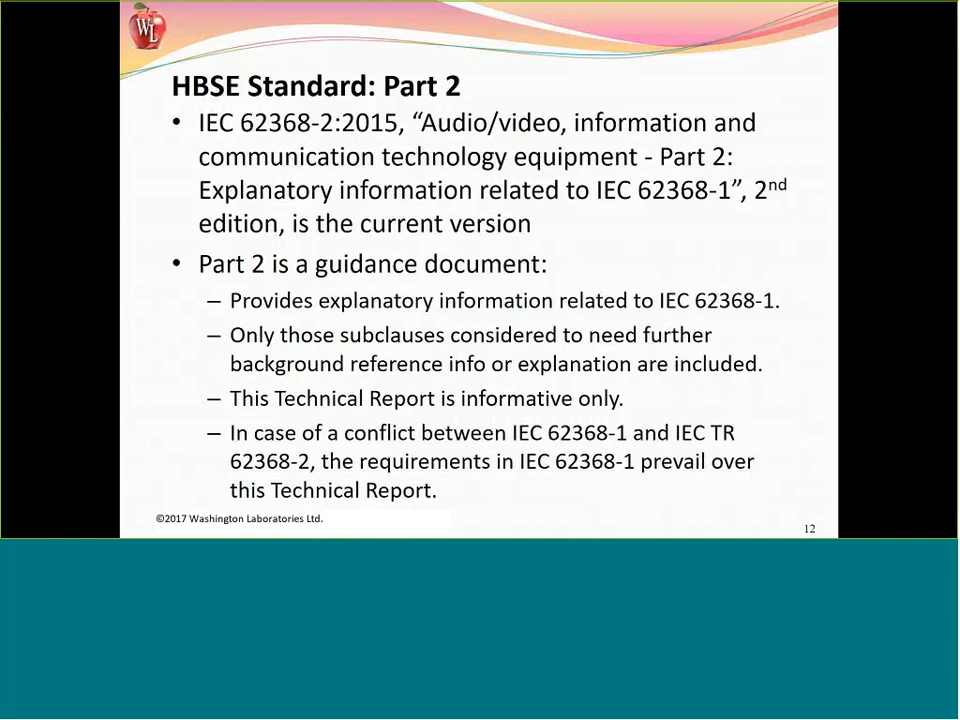 WL
HBSE Standard: Part 2
• IEC 62368-2:2015, “Audio/video, information and
communication technology equipment - Part 2:
Explanatory information related to IEC 62368-1”, 2nd
edition, is the current version
• Part 2 is a guidance document:
– Provides explanatory information related to IEC 62368-1.
– Only those subclauses considered to need further
background reference info or explanation are included.
– This Technical Report is informative only.
– In case of a conflict between IEC 62368-1 and IEC TR
62368-2, the requirements in IEC 62368-1 prevail over
this Technical Report.
©2017 Washington Laboratories Ltd.
12